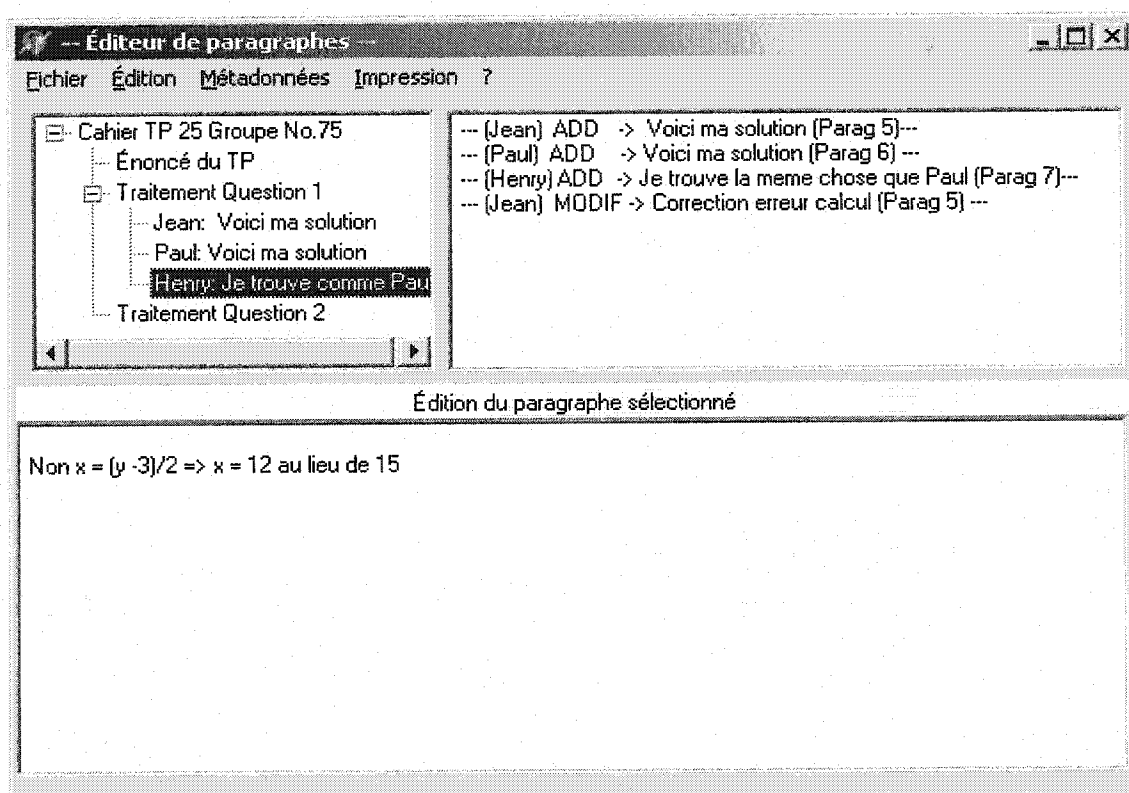 -- Éditeur de paragraphes --
Fichier Édition Métadonnées Impression ?
Cahier TP 25 Groupe No.75
Énoncé du TP
Traitement Question 1
Jean: Voici ma solution
Paul: Voici ma solution
Henry: Je trouve comme Pau
Traitement Question 2
--- (Jean) ADD -> Voici ma solution (Parag 5)---
--- (Paul) ADD -> Voici ma solution (Parag 6) ---
--- (Henry) ADD -> Je trouve la meme chose que Paul (Parag 7)---
--- (Jean) MODIF -> Correction erreur calcul (Parag 5) ---
Édition du paragraphe sélectionné
Non x = (y -3)/2 => x = 12 au lieu de 15